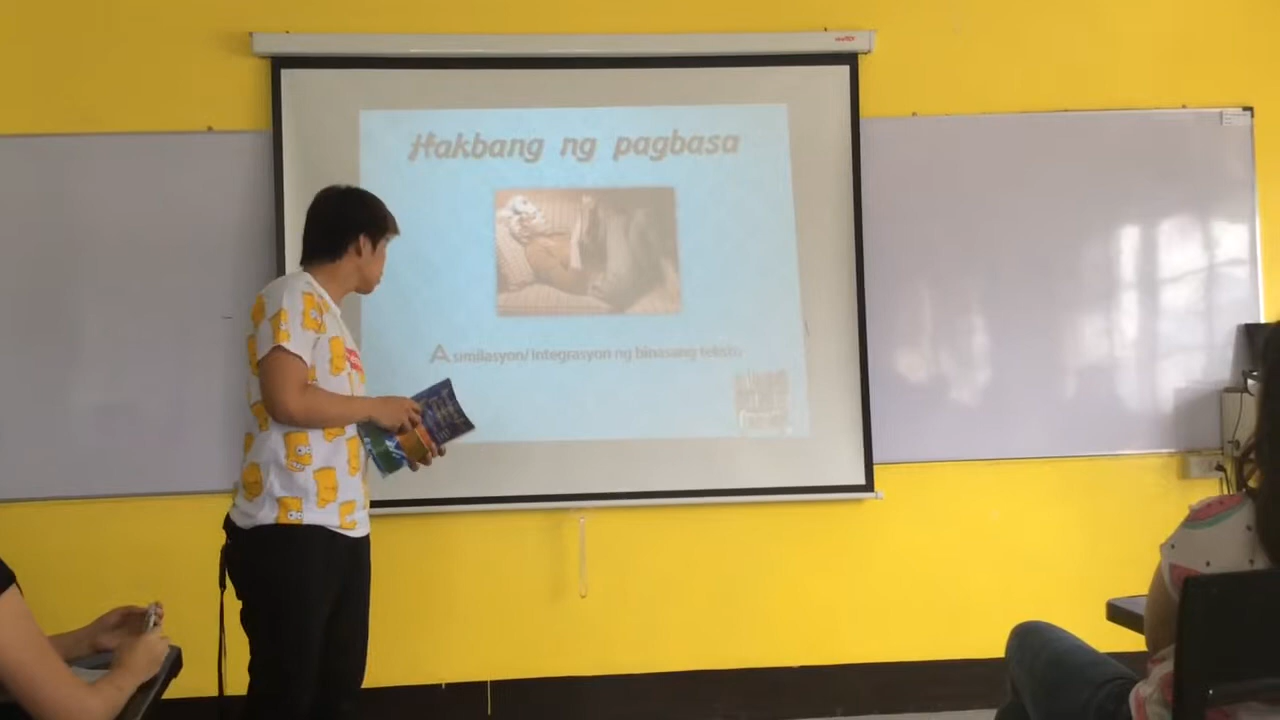 Hakbang ng pagbasa
Asimilasyon/ Integrasyon ng binasang teksto